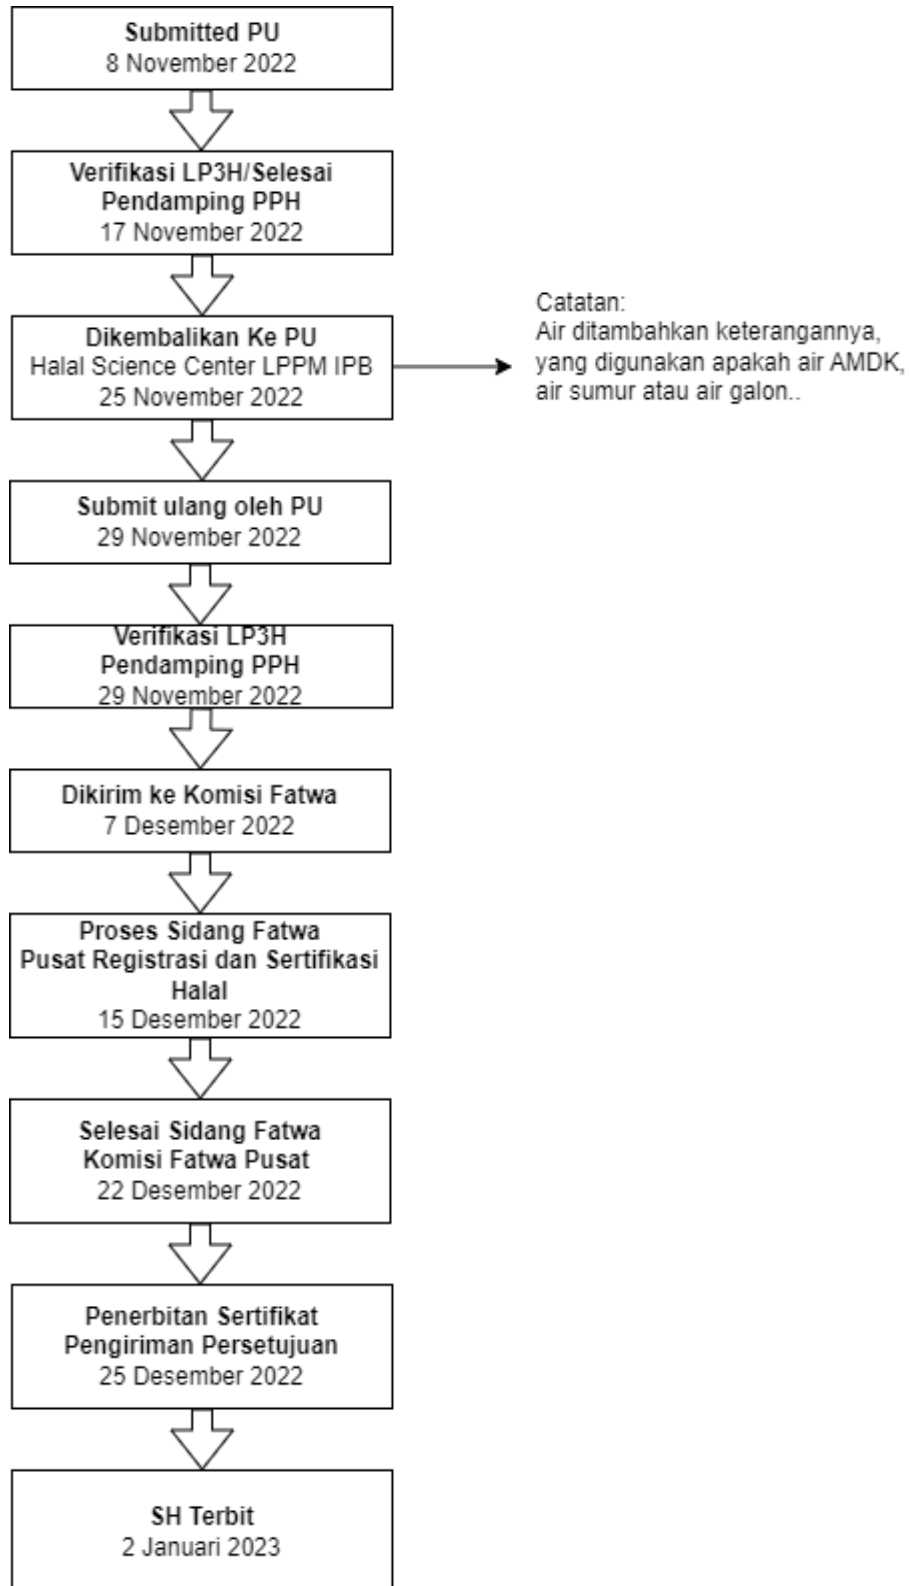 Submitted PU
8 November 2022
Verifikasi LP3H/Selesai
Pendamping PPH
17 November 2022
Dikembalikan Ke PU
Halal Science Center LPPM IPB
25 November 2022
Catatan:
Air ditambahkan keterangannya,
yang digunakan apakah air AMDK,
air sumur atau air galon..
Submit ulang oleh PU
29 November 2022
Verifikasi LP3H
Pendamping PPH
29 November 2022
Dikirim ke Komisi Fatwa
7 Desember 2022
Proses Sidang Fatwa
Pusat Registrasi dan Sertifikasi
Halal
15 Desember 2022
Selesai Sidang Fatwa
Komisi Fatwa Pusat
22 Desember 2022
Penerbitan Sertifikat
Pengiriman Persetujuan
25 Desember 2022
SH Terbit
2 Januari 2023